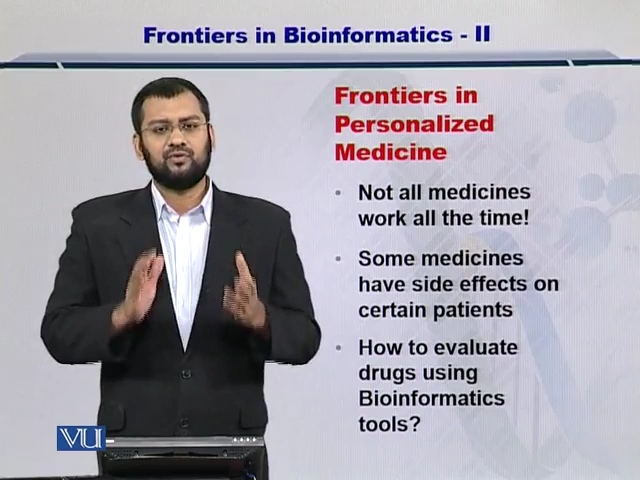 Frontiers in Bioinformatics - II
Frontiers in
Personalized
Medicine
• Not all medicines
work all the time!
• Some medicines
have side effects on
certain patients
• How to evaluate
drugs using
Bioinformatics
tools?
VU